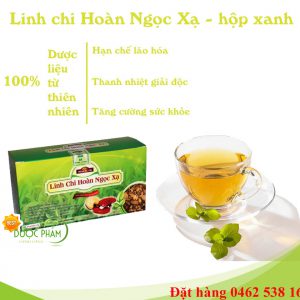 Linh chi Hoàn Ngọc Xạ - hộp xanh
100%
Dược
liệu
từ
thiên
nhiên
Hạn chế lão hóa
Thanh nhiệt giải độc
Tăng cường sức khỏe
Linh Chi Hoàn Ngọc Xạ
DƯỢC PHẨM
Đặt hàng 0462 538 16